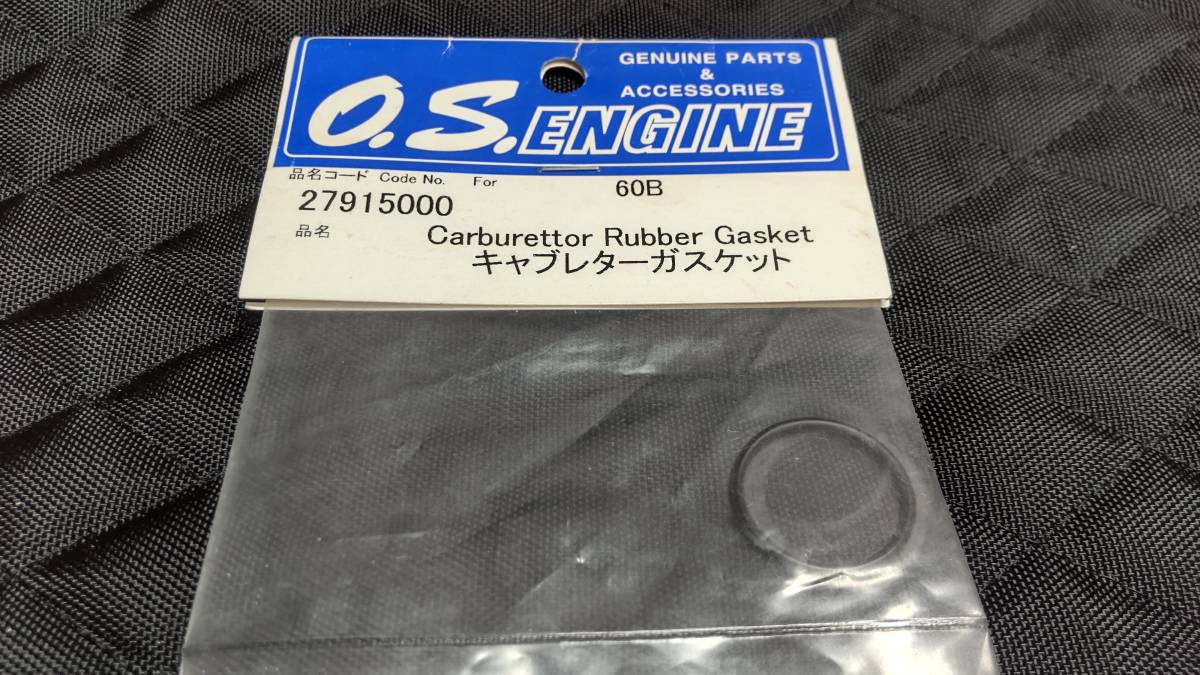 GENUINE PARTS
&
ACCESSORIES
O.S.ENGINE
品名コード Code No. For
60B
27915000
品名
Carburettor Rubber Gasket
キャブレターガスケット